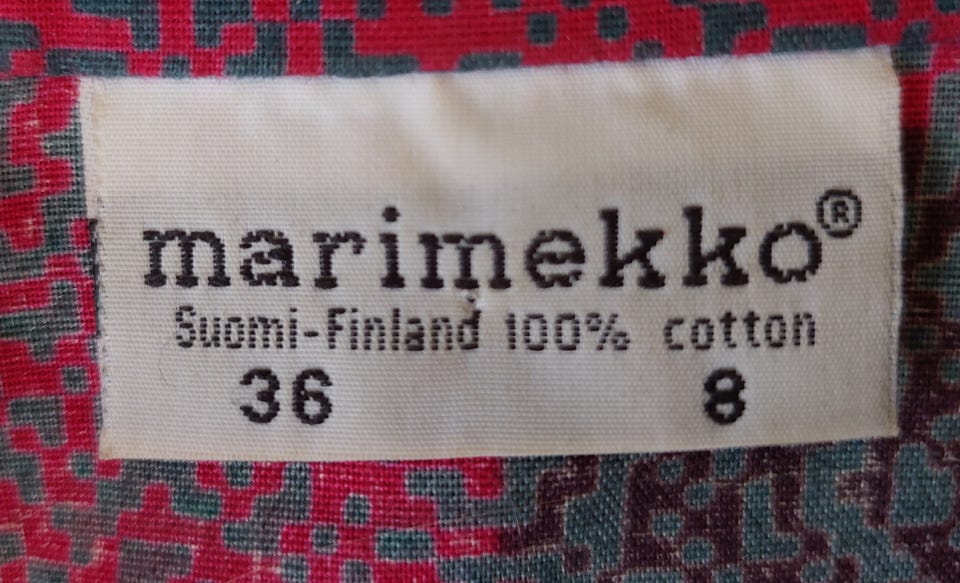 marimekko®
Suomi-Finland 100% cotton
36 8